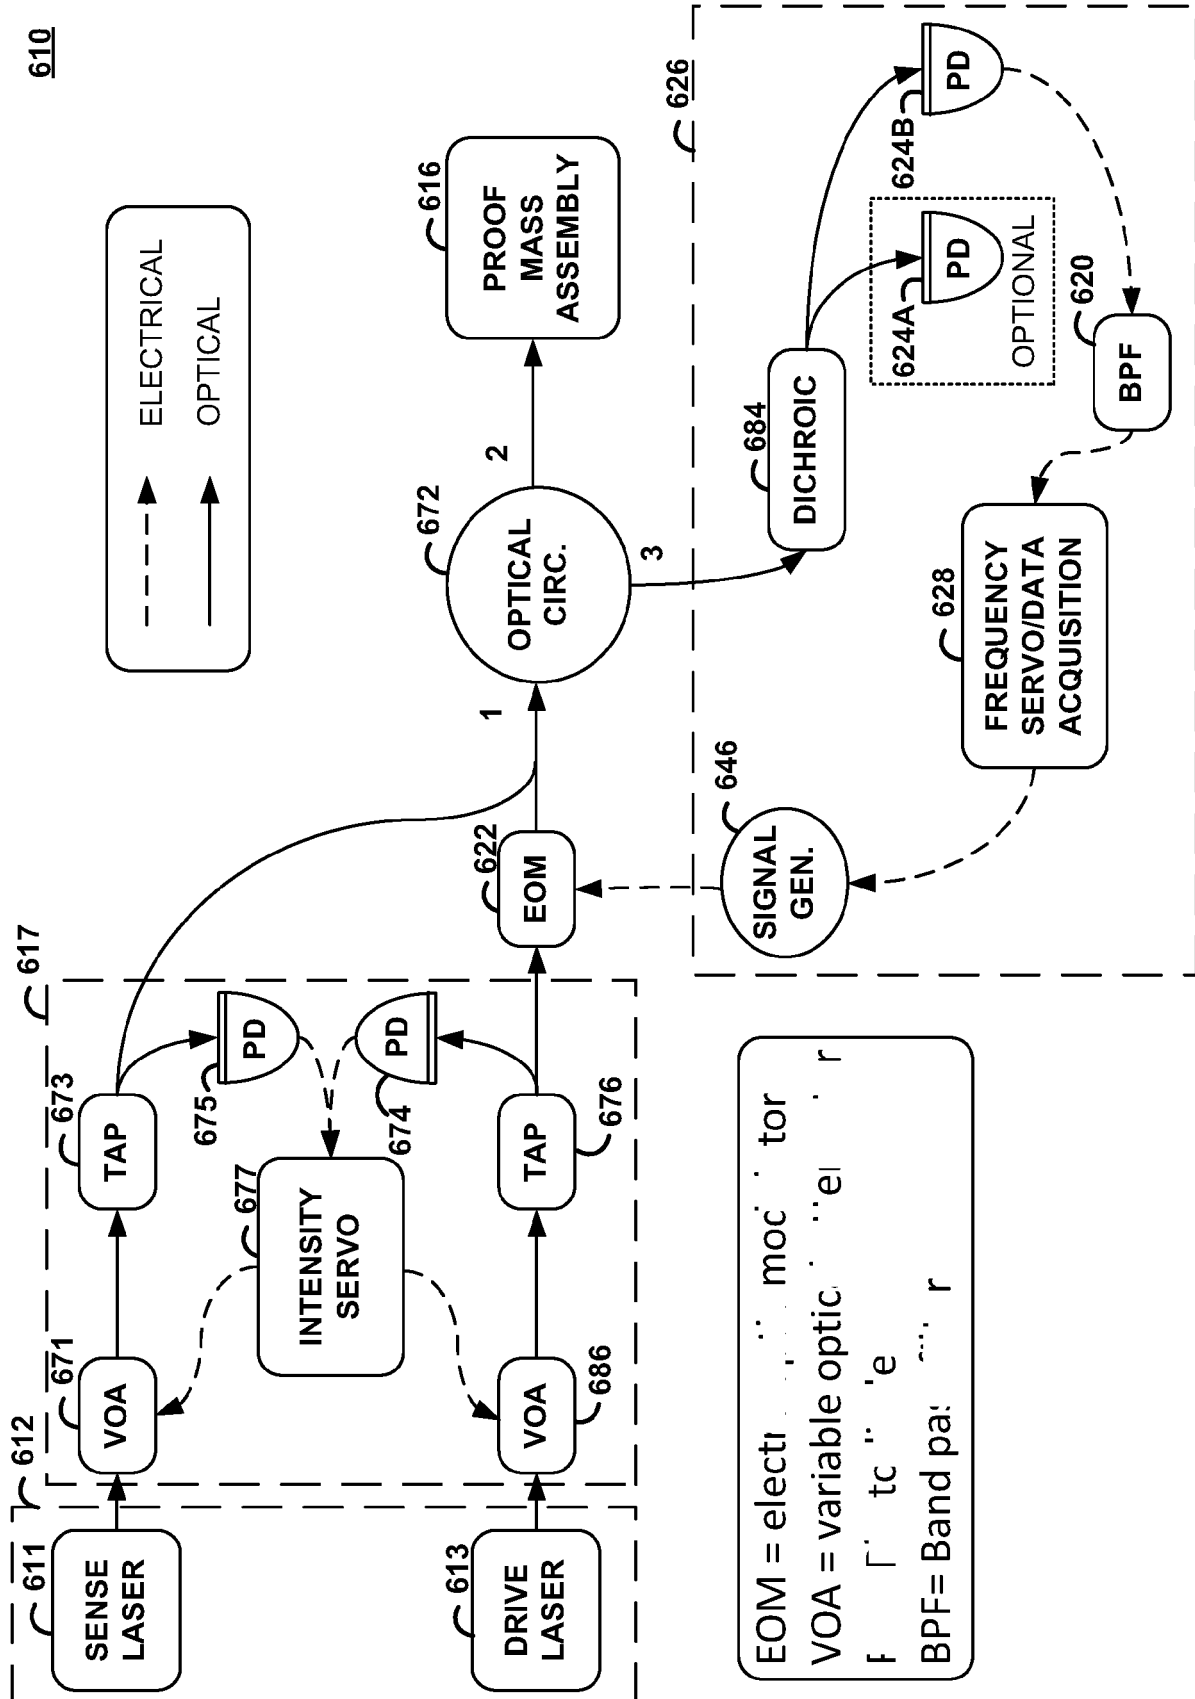 610
ELECTRICAL
OPTICAL
612
611
SENSE
LASER
613
DRIVE
LASER
617
671
VOA
673
TAP
675
PD
674
PD
677
INTENSITY
SERVO
686
VOA
676
TAP
622
EOM
1
672
OPTICAL
CIRC.
2
3
616
PROOF
MASS
ASSEMBLY
626
684
DICHROIC
624A
PD
OPTIONAL
624B
PD
620
BPF
628
FREQUENCY
SERVO/DATA
ACQUISITION
646
SIGNAL
GEN.
EOM =
VOA = variable
BPF= Band